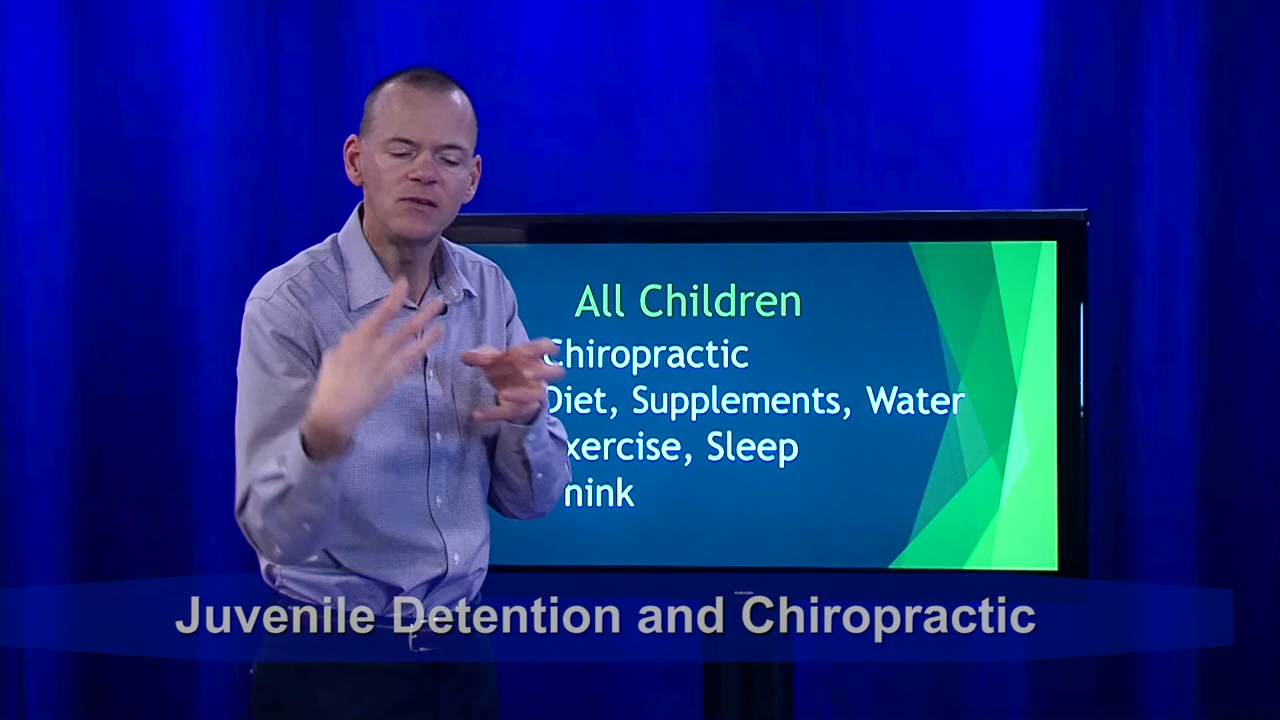 All Children
Chiropractic
Diet, Supplements, Water
xercise, Sleep
Juvenile Detention and Chiropractic